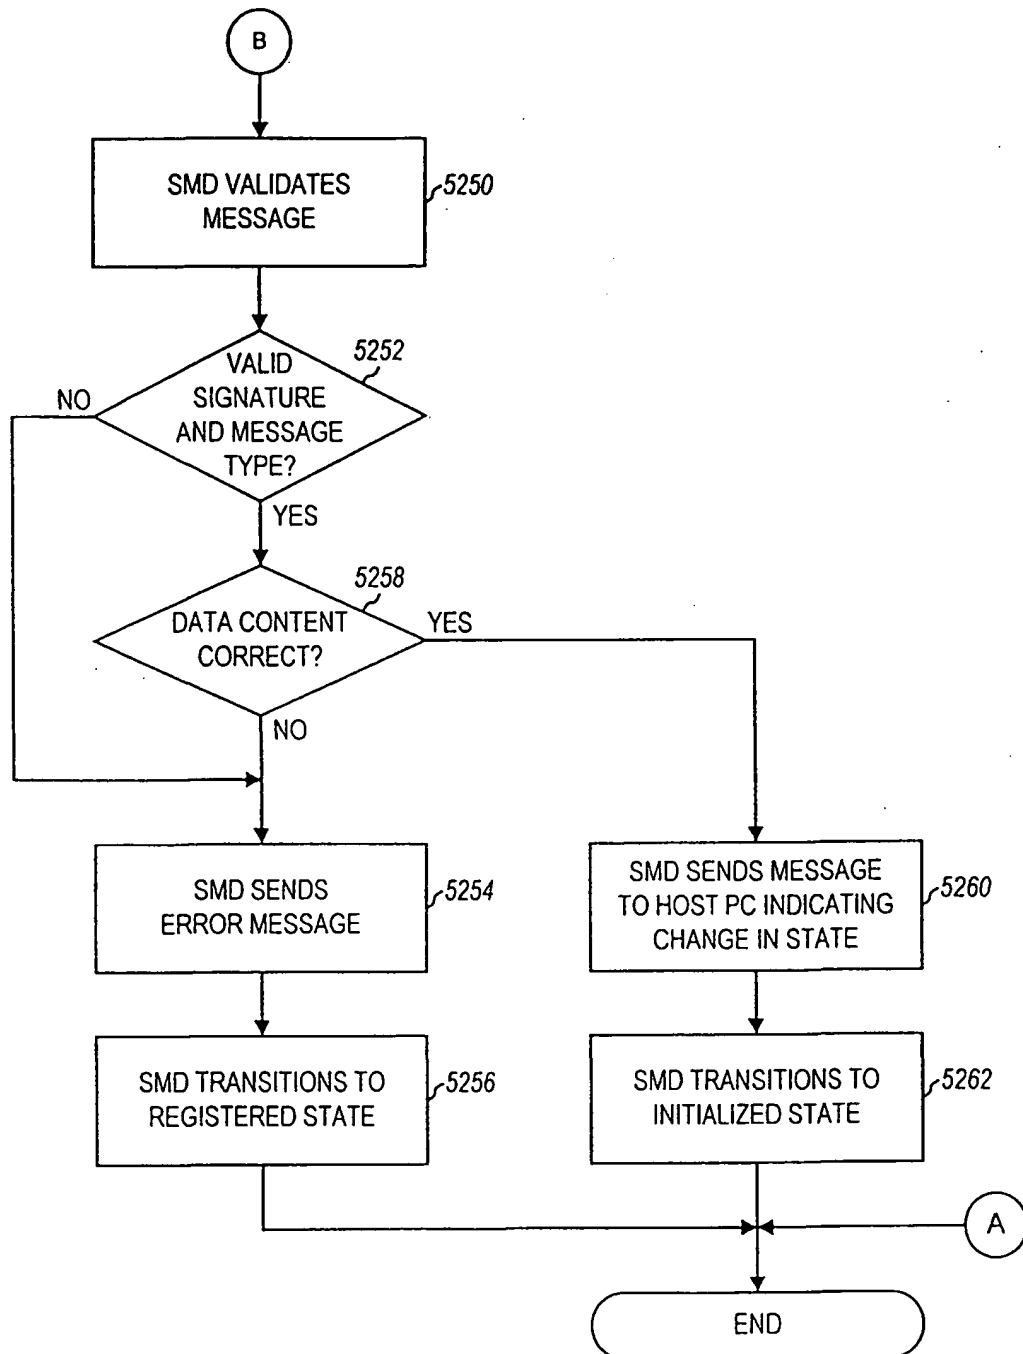 B
SMD VALIDATES
MESSAGE
5250
VALID
SIGNATURE
AND MESSAGE
TYPE?
5252
NO
YES
DATA CONTENT
CORRECT?
5258
YES
NO
SMD SENDS
ERROR MESSAGE
5254
SMD SENDS MESSAGE
TO HOST PC INDICATING
CHANGE IN STATE
5260
SMD TRANSITIONS TO
REGISTERED STATE
5256
SMD TRANSITIONS TO
INITIALIZED STATE
5262
A
END